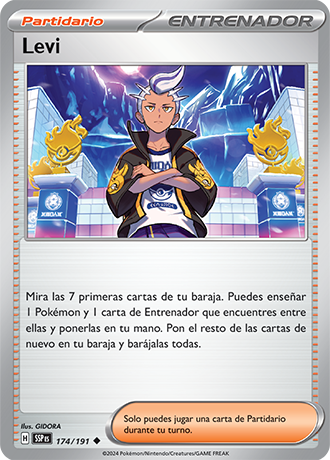 Partidario
ENTRENADOR
Levi
Mira las 7 primeras cartas de tu baraja. Puedes enseñar
1 Pokémon y 1 carta de Entrenador que encuentres entre
ellas y ponerlas en tu mano. Pon el resto de las cartas
de nuevo en tu baraja y barájalas todas.
Ilus. GIDORA
Solo puedes jugar una carta de Partidario
durante tu turno.
H SSP ES 174/191
©2024 Pokémon/Nintendo/Creatures/GAME FREAK